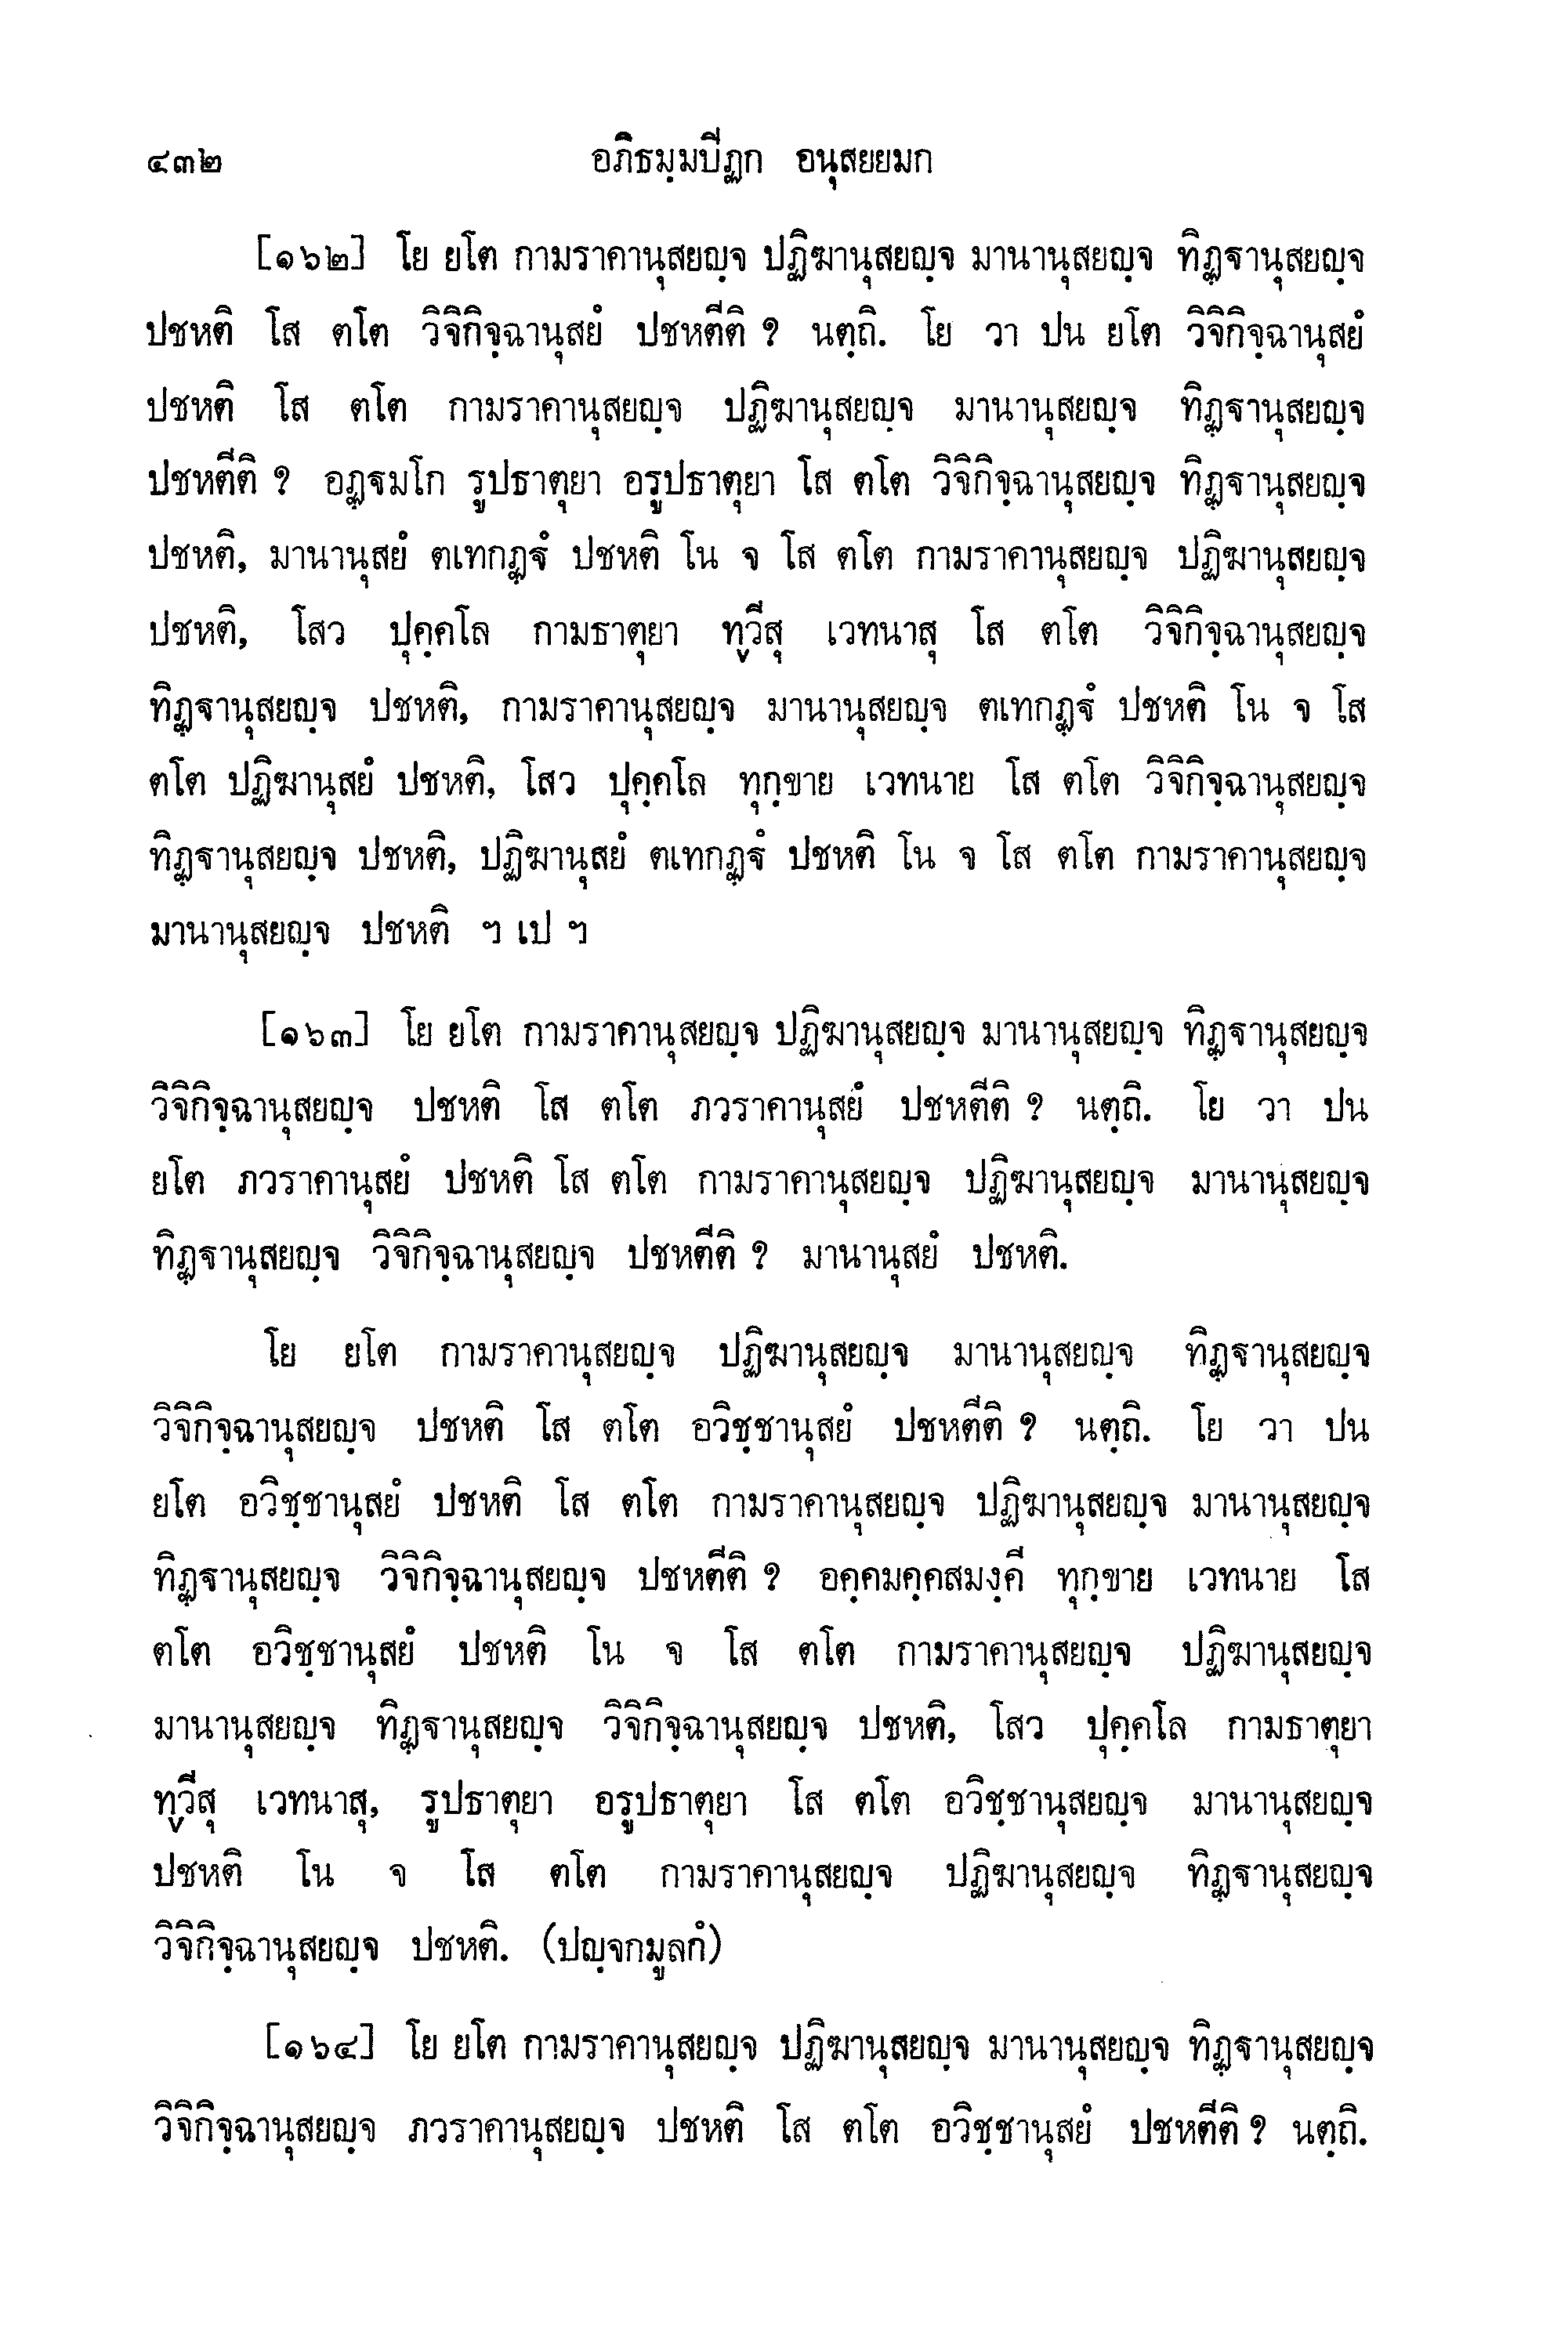 ๔๓๒ อภิธมฺมปีฏก อนุสยยมก
[๑๖๒] โย ยโต กามราคานุสยญฺจ ปฏิฆานุสยญฺจ มานานุสยญฺจ ทิฏฺฐานุสยญฺจ
ปชหติ โส ตโต วิจิกิจฺฉานุสยํ ปชหตีติ ? นตฺถิ. โย วา ปน ยโต วิจิกิจฺฉานุสยํ
ปชหติ โส ตโต กามราคานุสยญฺจ ปฏิฆานุสยญฺจ มานานุสยญฺจ ทิฏฺฐานุสยญฺจ
ปชหตีติ ? อฏฺฐมโก รูปธาตุยา อรูปธาตุยา โส ตโต วิจิกิจฺฉานุสยญฺจ ทิฏฺฐานุสยญฺจ
ปชหติ, มานานุสยํ ตเทกฏฺฐํ ปชหติ โน จ โส ตโต กามราคานุสยญฺจ ปฏิฆานุสยญฺจ
ปชหติ, โสว ปุคฺคโล กามธาตุยา ทฺวีสุ เวทนาสุ โส ตโต วิจิกิจฺฉานุสยญฺจ
ทิฏฺฐานุสยญฺจ ปชหติ, กามราคานุสยญฺจ มานานุสยญฺจ ตเทกฏฺฐํ ปชหติ โน จ โส
ตโต ปฏิฆานุสยํ ปชหติ, โสว ปุคฺคโล ทุกฺขาย เวทนาย โส ตโต วิจิกิจฺฉานุสยญฺจ
ทิฏฺฐานุสยญฺจ ปชหติ, ปฏิฆานุสยํ ตเทกฏฺฐํ ปชหติ โน จ โส ตโต กามราคานุสยญฺจ
มานานุสยญฺจ ปชหติ ฯ เป ฯ
[๑๖๓] โย ยโต กามราคานุสยญฺจ ปฏิฆานุสยญฺจ มานานุสยญฺจ ทิฏฺฐานุสยญฺจ
วิจิกิจฺฉานุสยญฺจ ปชหติ โส ตโต ภวราคานุสยํ ปชหตีติ ? นตฺถิ. โย วา ปน
ยโต ภวราคานุสยํ ปชหติ โส ตโต กามราคานุสยญฺจ ปฏิฆานุสยญฺจ มานานุสยญฺจ
ทิฏฺฐานุสยญฺจ วิจิกิจฺฉานุสยญฺจ ปชหตีติ ? มานานุสยํ ปชหติ.
โย ยโต กามราคานุสยญฺจ ปฏิฆานุสยญฺจ มานานุสยญฺจ ทิฏฺฐานุสยญฺจ
วิจิกิจฺฉานุสยญฺจ ปชหติ โส ตโต อวิชฺชานุสยํ ปชหตีติ ? นตฺถิ. โย วา ปน
ยโต อวิชฺชานุสยํ ปชหติ โส ตโต กามราคานุสยญฺจ ปฏิฆานุสยญฺจ มานานุสยญฺจ
ทิฏฺฐานุสยญฺจ วิจิกิจฺฉานุสยญฺจ ปชหตีติ ? อคฺคมคฺคสมงฺคี ทุกฺขาย เวทนาย โส
ตโต อวิชฺชานุสยํ ปชหติ โน จ โส ตโต กามราคานุสยญฺจ ปฏิฆานุสยญฺจ
มานานุสยญฺจ ทิฏฺฐานุสยญฺจ วิจิกิจฺฉานุสยญฺจ ปชหติ, โสว ปุคฺคโล กามธาตุยา
ทฺวีสุ เวทนาสุ, รูปธาตุยา อรูปธาตุยา โส ตโต อวิชฺชานุสยญฺจ มานานุสยญฺจ
ปชหติ โน จ โส ตโต กามราคานุสยญฺจ ปฏิฆานุสยญฺจ ทิฏฺฐานุสยญฺจ
วิจิกิจฺฉานุสยญฺจ ปชหติ. (ปญฺจกมูลกํ)
[๑๖๔] โย ยโต กามราคานุสยญฺจ ปฏิฆานุสยญฺจ มานานุสยญฺจ ทิฏฺฐานุสยญฺจ
วิจิกิจฺฉานุสยญฺจ ภวราคานุสยญฺจ ปชหติ โส ตโต อวิชฺชานุสยํ ปชหตีติ ? นตฺถิ.